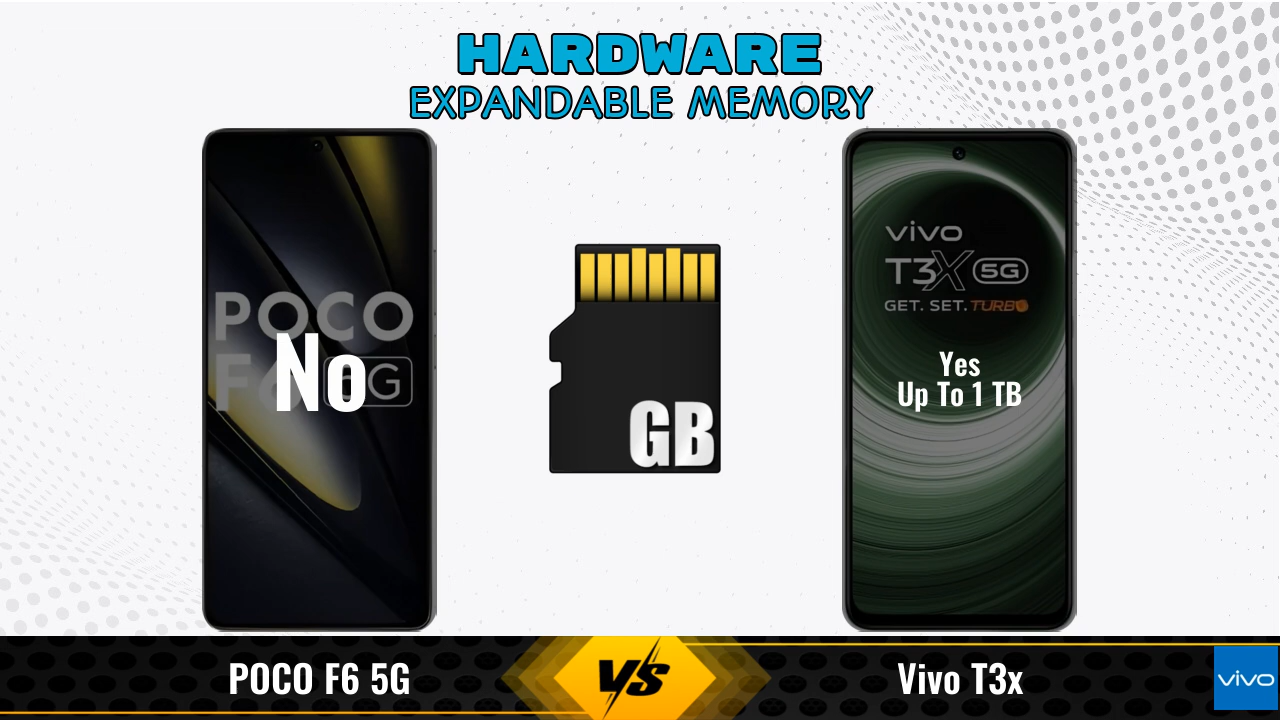 HARDWARE
EXPANDABLE MEMORY
POCO
F6 5G
No
GB
vivo
T3X 5G
GET. SET. TURBO
Yes
Up To 1 TB
POCO F6 5G
VS
Vivo T3x
vivo